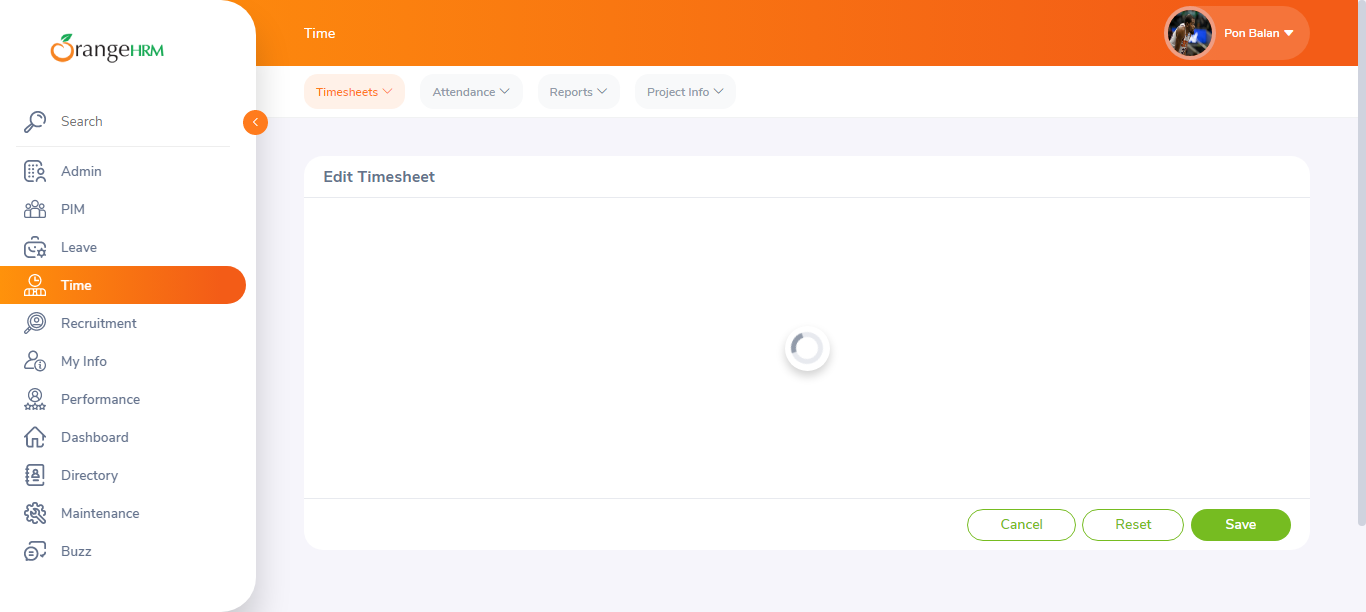 OrangeHRM
Time
Pon Balan
Timesheets
Attendance
Reports
Project Info
Search
Admin
PIM
Leave
Time
Recruitment
My Info
Performance
Dashboard
Directory
Maintenance
Buzz
Edit Timesheet
Cancel
Reset
Save